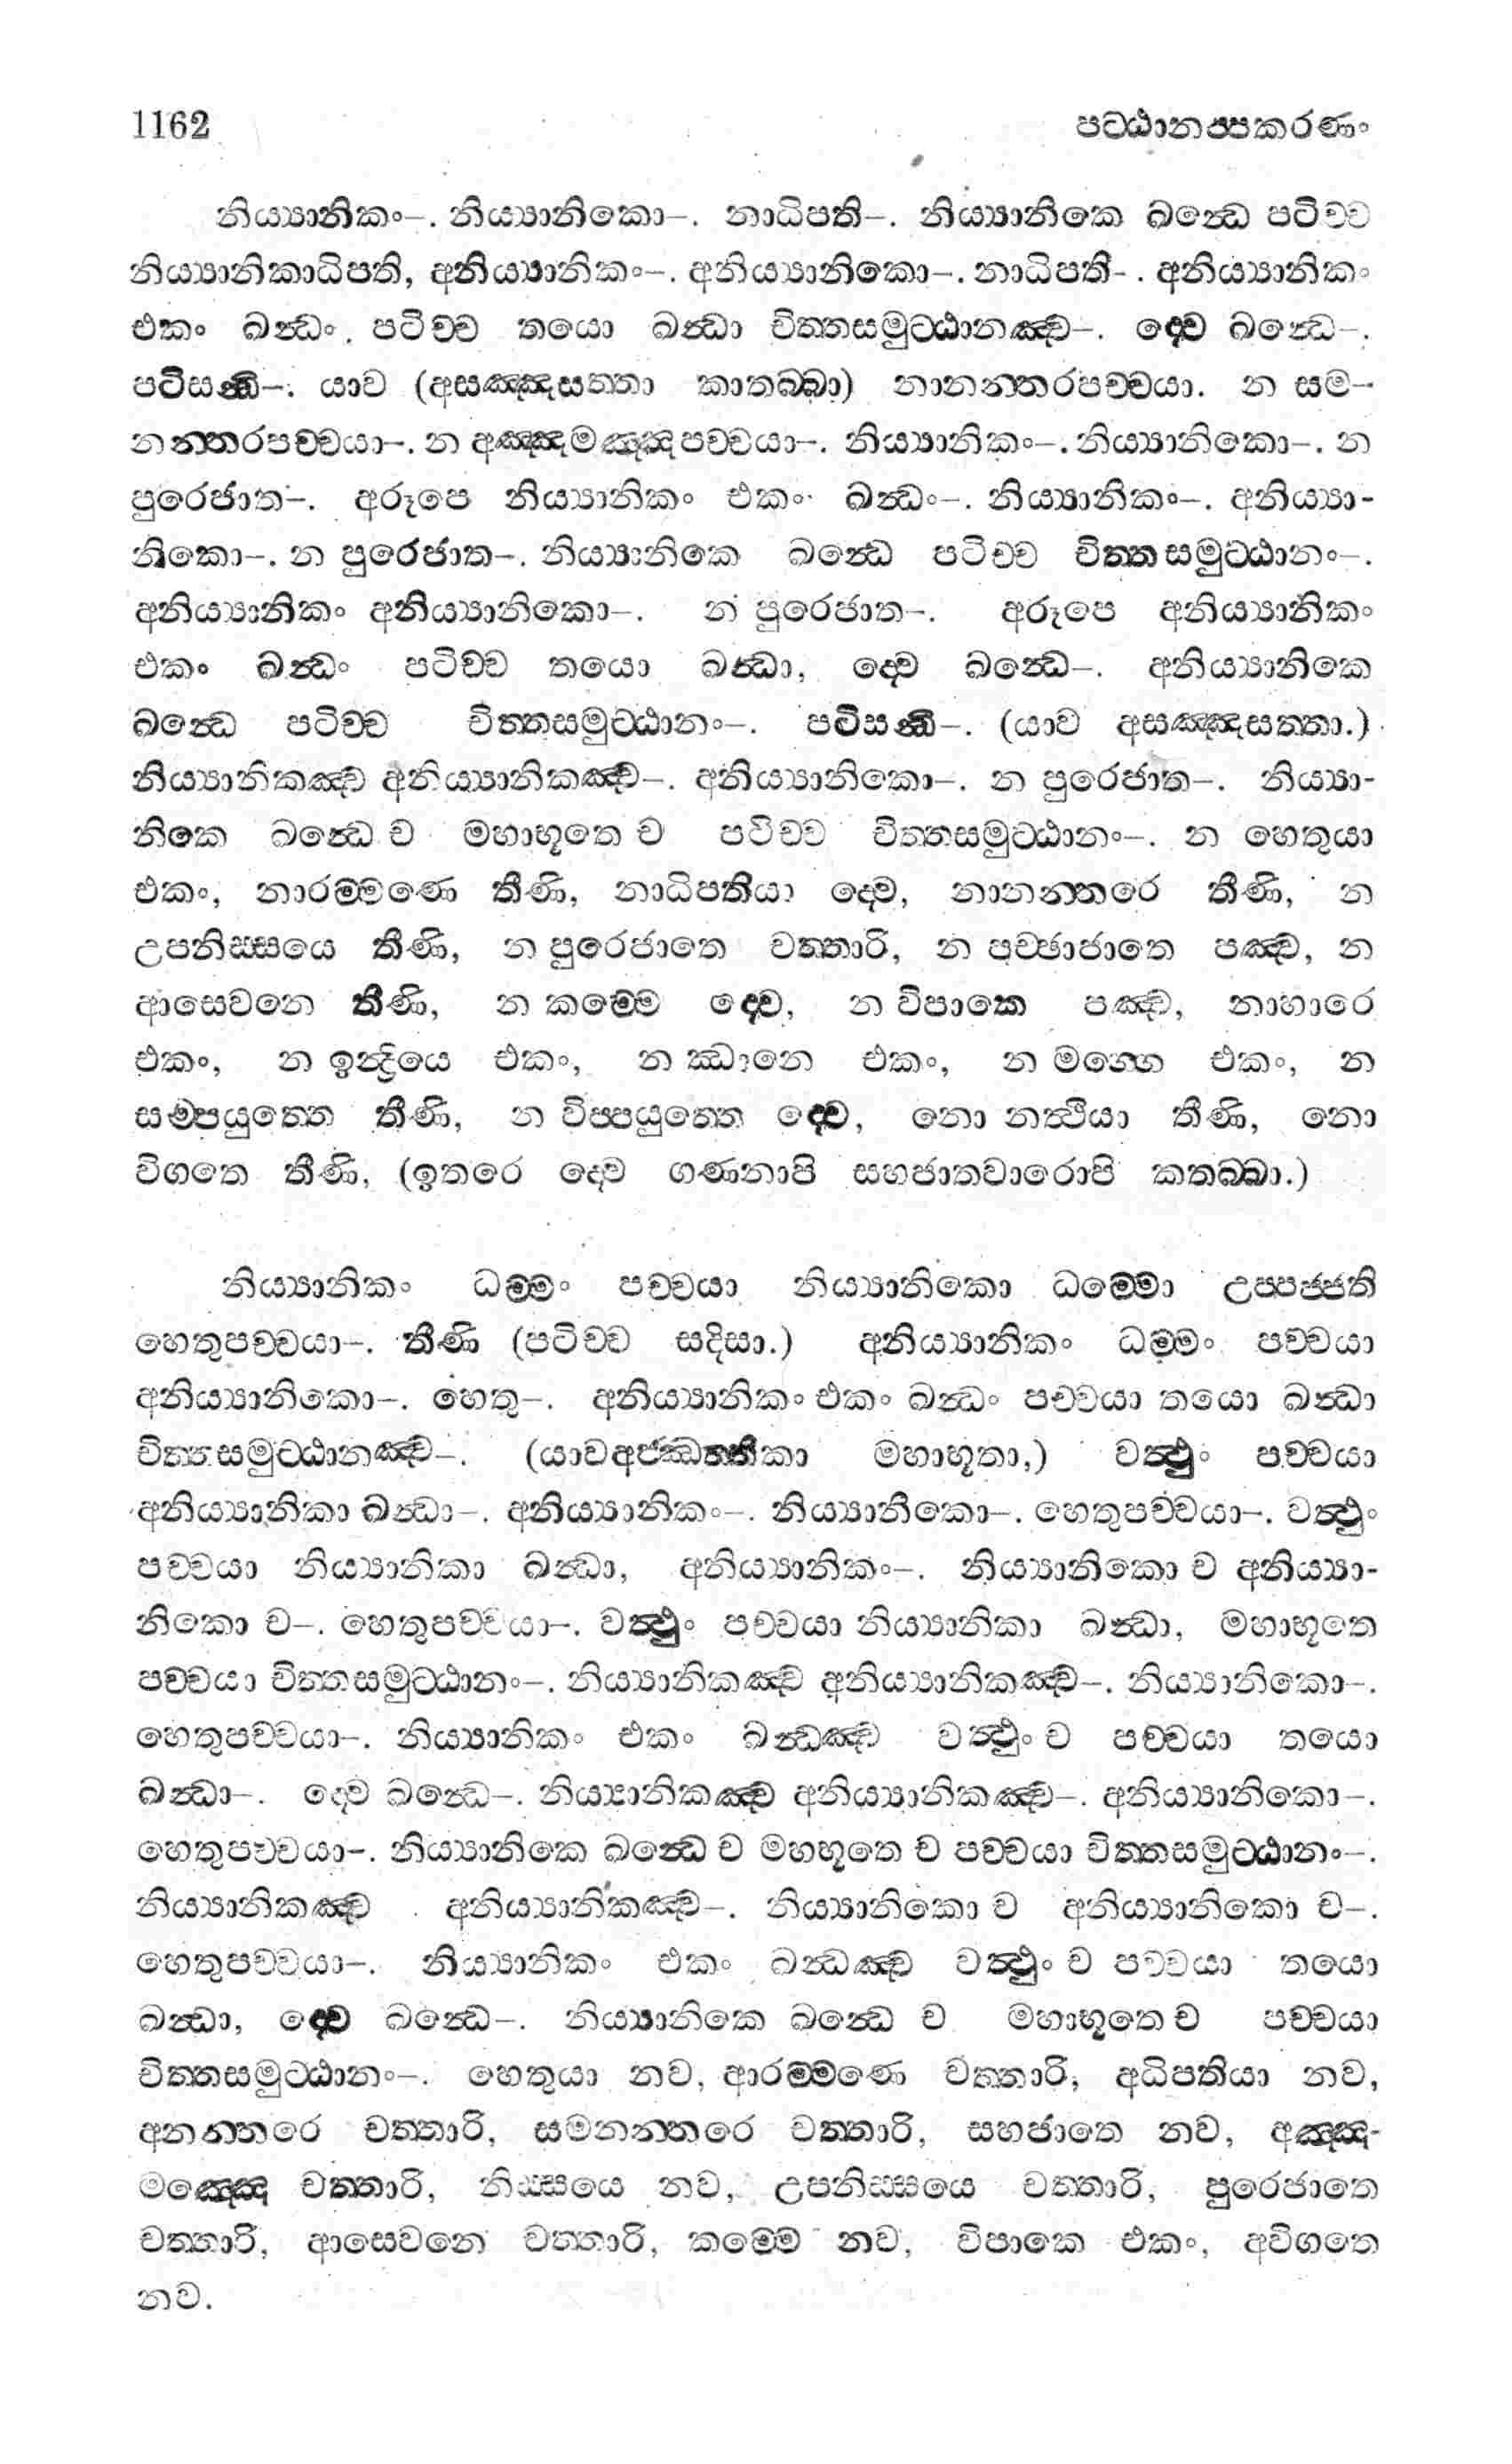 1162 පට්ඨානප්පකරණං
නිය්‍යානිකං–. නිය්‍යානිකො–. නාධිපති–. නිය්‍යානිකෙ ඛන්ධෙ පටිච්ච
නිය්‍යානිකාධිපති, අනිය්‍යානිකං–. අනිය්‍යානිකො–. නාධිපති-. අනිය්‍යානිකං
එකං ඛන්ධං. පටිච්ච තයො ඛන්ධා චිත්තසමුට්ඨානඤ්ච–. ද්වෙ ඛන්ධෙ–.
පටිසන්ධි–. යාව (අසඤ්ඤසත්තා කාතබ්බා) නානන්තරපච්චයා. න සම–
නන්තරපච්චයා–. න අඤ්ඤමඤ්ඤපච්චයා–. නිය්‍යානිකං–. නිය්‍යානිකො–. න
පුරෙජාත–. අරූපෙ නිය්‍යානිකං එකං ඛන්ධං–. නිය්‍යානිකං–. අනිය්‍යා-
නිකො–. න පුරෙජාත–. නිය්‍යානිකෙ ඛන්ධෙ පටිච්ච චිත්තසමුට්ඨානං–.
අනිය්‍යානිකං අනිය්‍යානිකො–. න පුරෙජාත–. අරූපෙ අනිය්‍යානිකං
එකං ඛන්ධං පටිච්ච තයො ඛන්ධා, ද්වෙ ඛන්ධෙ–. අනිය්‍යානිකෙ
ඛන්ධෙ පටිච්ච චිත්තසමුට්ඨානං–. පටිසන්ධි–. (යාව අසඤ්ඤසත්තා.)
නිය්‍යානිකඤ්ච අනිය්‍යානිකඤ්ච–. අනිය්‍යානිකො–. න පුරෙජාත–. නිය්‍යා-
නිකෙ ඛන්ධෙ ච මහාභූතෙ ච පටිච්ච චිත්තසමුට්ඨානං–. න හෙතුයා
එකං, නාරම්මණෙ තීණි, නාධිපතියා ද්වෙ, නානන්තරෙ තීණි, න
උපනිස්සයෙ තීණි, න පුරෙජාතෙ චත්තාරි, න පච්ඡාජාතෙ පඤ්ච, න
ආසෙවනෙ තීණි, න කම්මෙ ද්වෙ, න විපාකෙ පඤ්ච, නාහාරෙ
එකං, න ඉන්ද්‍රියෙ එකං, න ඣානෙ එකං, න මග්ගෙ එකං, න
සම්පයුත්තෙ තීණි, න විප්පයුත්තෙ ද්වෙ, නො නත්ථියා තීණි, නො
විගතෙ තීණි, (ඉතරෙ ද්වෙ ගණනාපි සහජාතවාරොපි කතබ්බා.)
නිය්‍යානිකං ධම්මං පච්චයා නිය්‍යානිකො ධම්මො උප්පජ්ජති
හෙතුපච්චයා–. තීණි (පටිච්ච සදිසා.) අනිය්‍යානිකං ධම්මං පච්චයා
අනිය්‍යානිකො–. හෙතු–. අනිය්‍යානිකං එකං ඛන්ධං පච්චයා තයො ඛන්ධා
චිත්තසමුට්ඨානඤ්ච–. (යාවඅජ්ඣත්තිකා මහාභූතා,) වත්ථුං පච්චයා
අනිය්‍යානිකා ඛන්ධා–. අනිය්‍යානිකං–. නිය්‍යානිකො–. හෙතුපච්චයා–. වත්ථුං
පච්චයා නිය්‍යානිකා ඛන්ධා, අනිය්‍යානිකං–. නිය්‍යානිකො ච අනිය්‍යා-
නිකො ච–. හෙතුපච්චයා–. වත්ථුං පච්චයා නිය්‍යානිකා ඛන්ධා, මහාභූතෙ
පච්චයා චිත්තසමුට්ඨානං–. නිය්‍යානිකඤ්ච අනිය්‍යානිකඤ්ච–. නිය්‍යානිකො–.
හෙතුපච්චයා–. නිය්‍යානිකං එකං ඛන්ධඤ්ච වත්ථුං ච පච්චයා තයො
ඛන්ධා–. ද්වෙ ඛන්ධෙ–. නිය්‍යානිකඤ්ච අනිය්‍යානිකඤ්ච–. අනිය්‍යානිකො–.
හෙතුපච්චයා–. නිය්‍යානිකෙ ඛන්ධෙ ච මහභූතෙ ච පච්චයා චිත්තසමුට්ඨානං–.
නිය්‍යානිකඤ්ච අනිය්‍යානිකඤ්ච–. නිය්‍යානිකො ච අනිය්‍යානිකො ච–.
හෙතුපච්චයා–. නිය්‍යානිකං එකං ඛන්ධඤ්ච වත්ථුං ච පච්චයා තයො
ඛන්ධා, ද්වෙ ඛන්ධෙ–. නිය්‍යානිකෙ ඛන්ධෙ ච මහාභූතෙ ච පච්චයා
චිත්තසමුට්ඨානං–. හෙතුයා නව, ආරම්මණෙ චත්තාරි, අධිපතියා නව,
අනන්තරෙ චත්තාරි, සමනන්තරෙ චත්තාරි, සහජාතෙ නව, අඤ්ඤ-
මඤ්ඤෙ චත්තාරි, නිස්සයෙ නව, උපනිස්සයෙ චත්තාරි, පුරෙජාතෙ
චත්තාරි, ආසෙවනෙ චත්තාරි, කම්මෙ නව, විපාකෙ එකං, අවිගතෙ
නව.